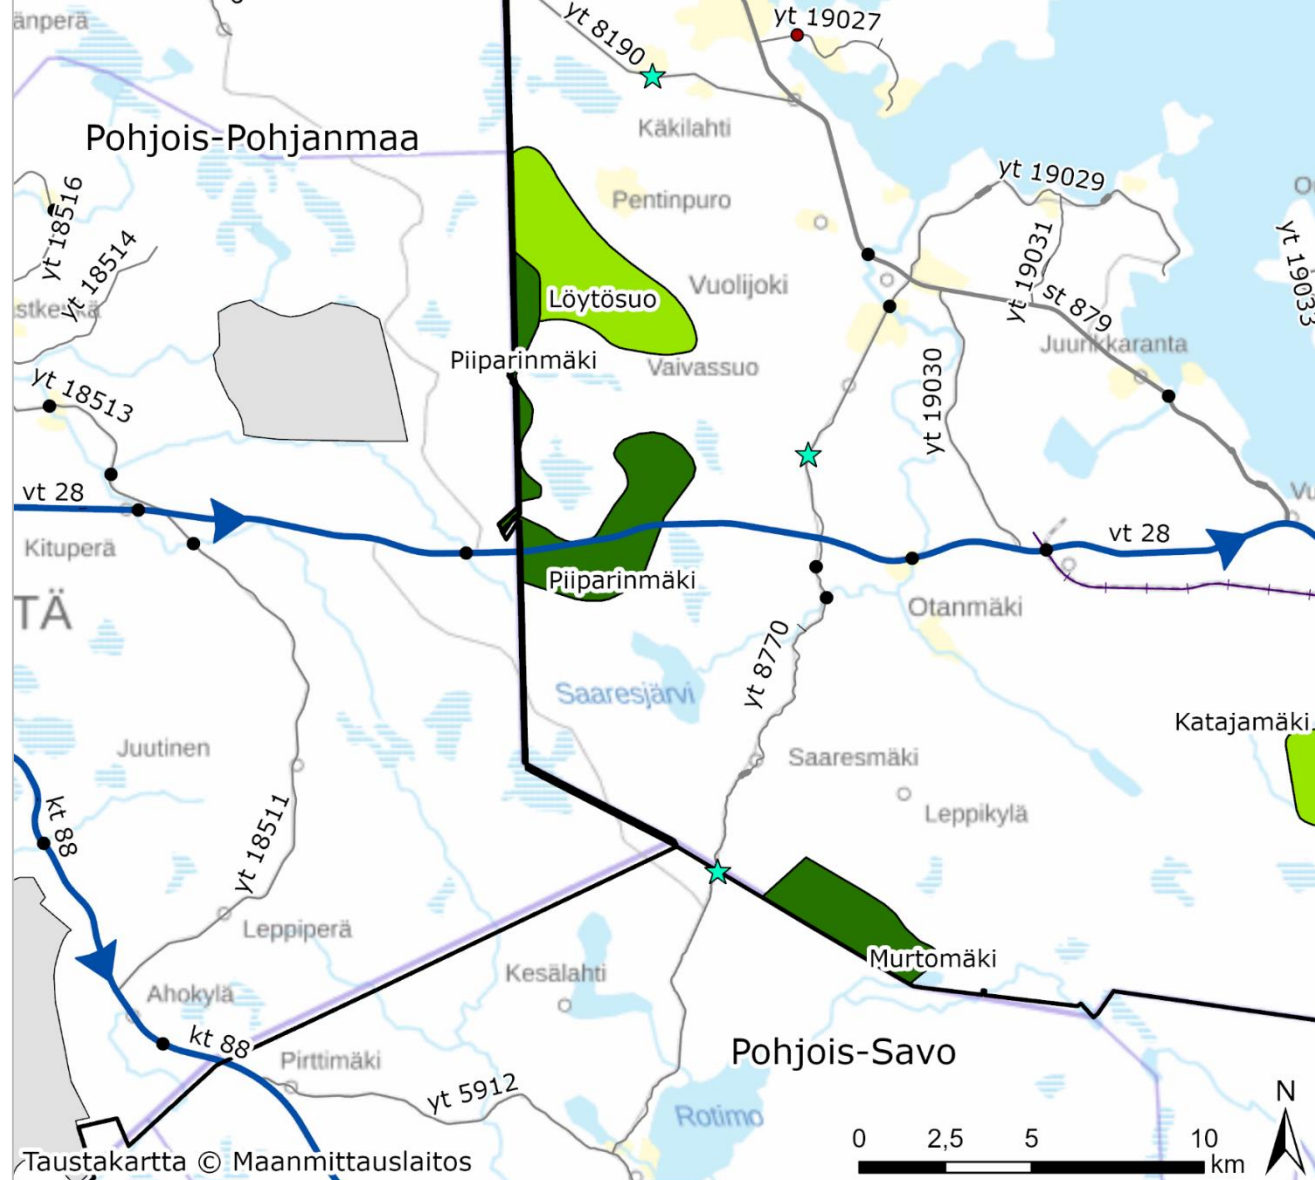 änperä
yt 8190
yt 19027
Pohjois-Pohjanmaa
Käkilahti
yt 19029
yt 18516
Pentinpuro
yt 18514
yt 19031
yt 19033
Vuolijoki
Löytösuo
st 879
Juurikkaranta
Piiparinmäki
Vaivassuo
yt 18513
yt 19030
vt 28
vt 28
Kituperä
Piiparinmäki
Otanmäki
TÄ
yt 8770
Saaresjärvi
Katajamäki
Juutinen
Saaresmäki
Leppikylä
kt 88
yt 18511
Leppiperä
Murtomäki
Kesälahti
Ahokylä
kt 88
Pohjois-Savo
Pirttimäki
yt 5912
Rotimo
N
0 2,5 5 10
km
Taustakartta © Maanmittauslaitos